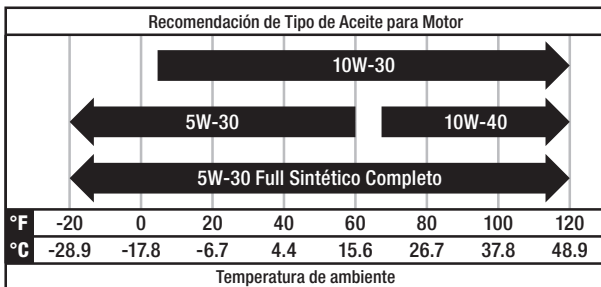 Recomendación de Tipo de Aceite para Motor
10W-30
5W-30 10W-40
5W-30 Full Sintético Completo
°F -20 0 20 40 60 80 100 120
°C -28.9 -17.8 -6.7 4.4 15.6 26.7 37.8 48.9
Temperatura de ambiente